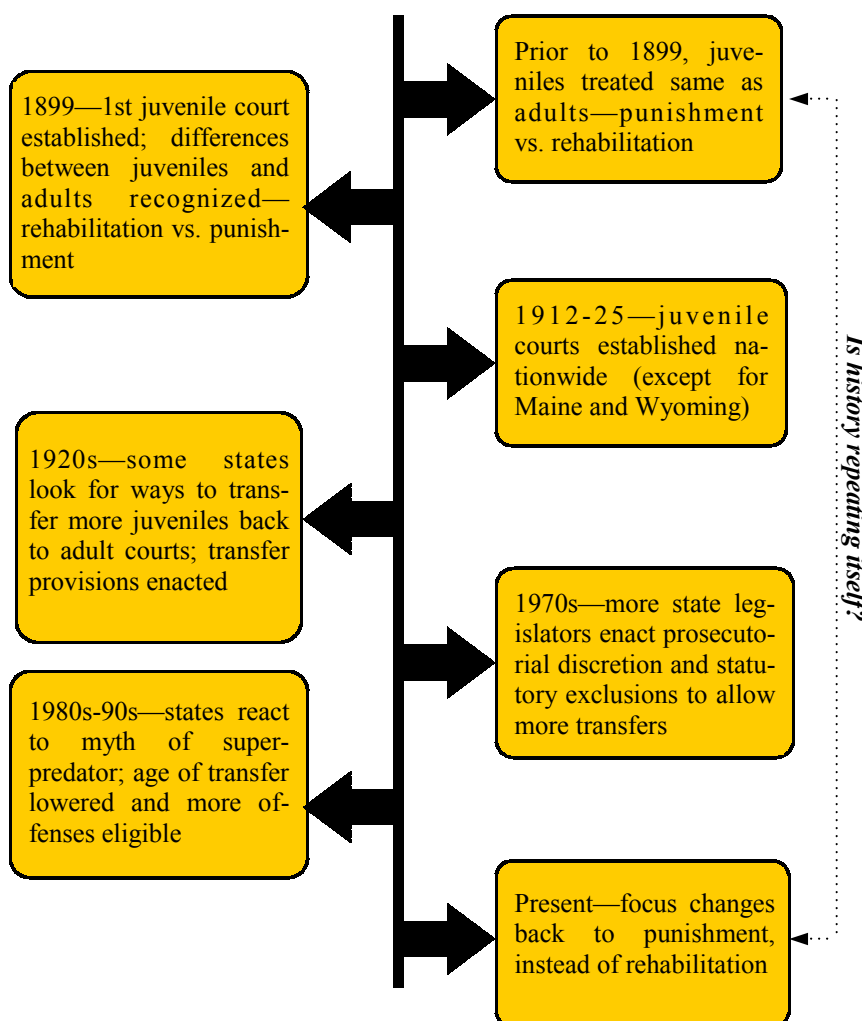 Prior to 1899, juve-
niles treated same as
adults—punishment
vs. rehabilitation
1899—1st juvenile court
established; differences
between juveniles and
adults recognized—
rehabilitation vs. punish-
ment
1912-25—juvenile
courts established na-
tionwide (except for
Maine and Wyoming)
1920s—some states
look for ways to trans-
fer more juveniles back
to adult courts; transfer
provisions enacted
1970s—more state leg-
islators enact prosecuto-
rial discretion and statu-
tory exclusions to allow
more transfers
1980s-90s—states react
to myth of super-
predator; age of transfer
lowered and more of-
fenses eligible
Present—focus changes
back to punishment,
instead of rehabilitation
Is history repeating itself?